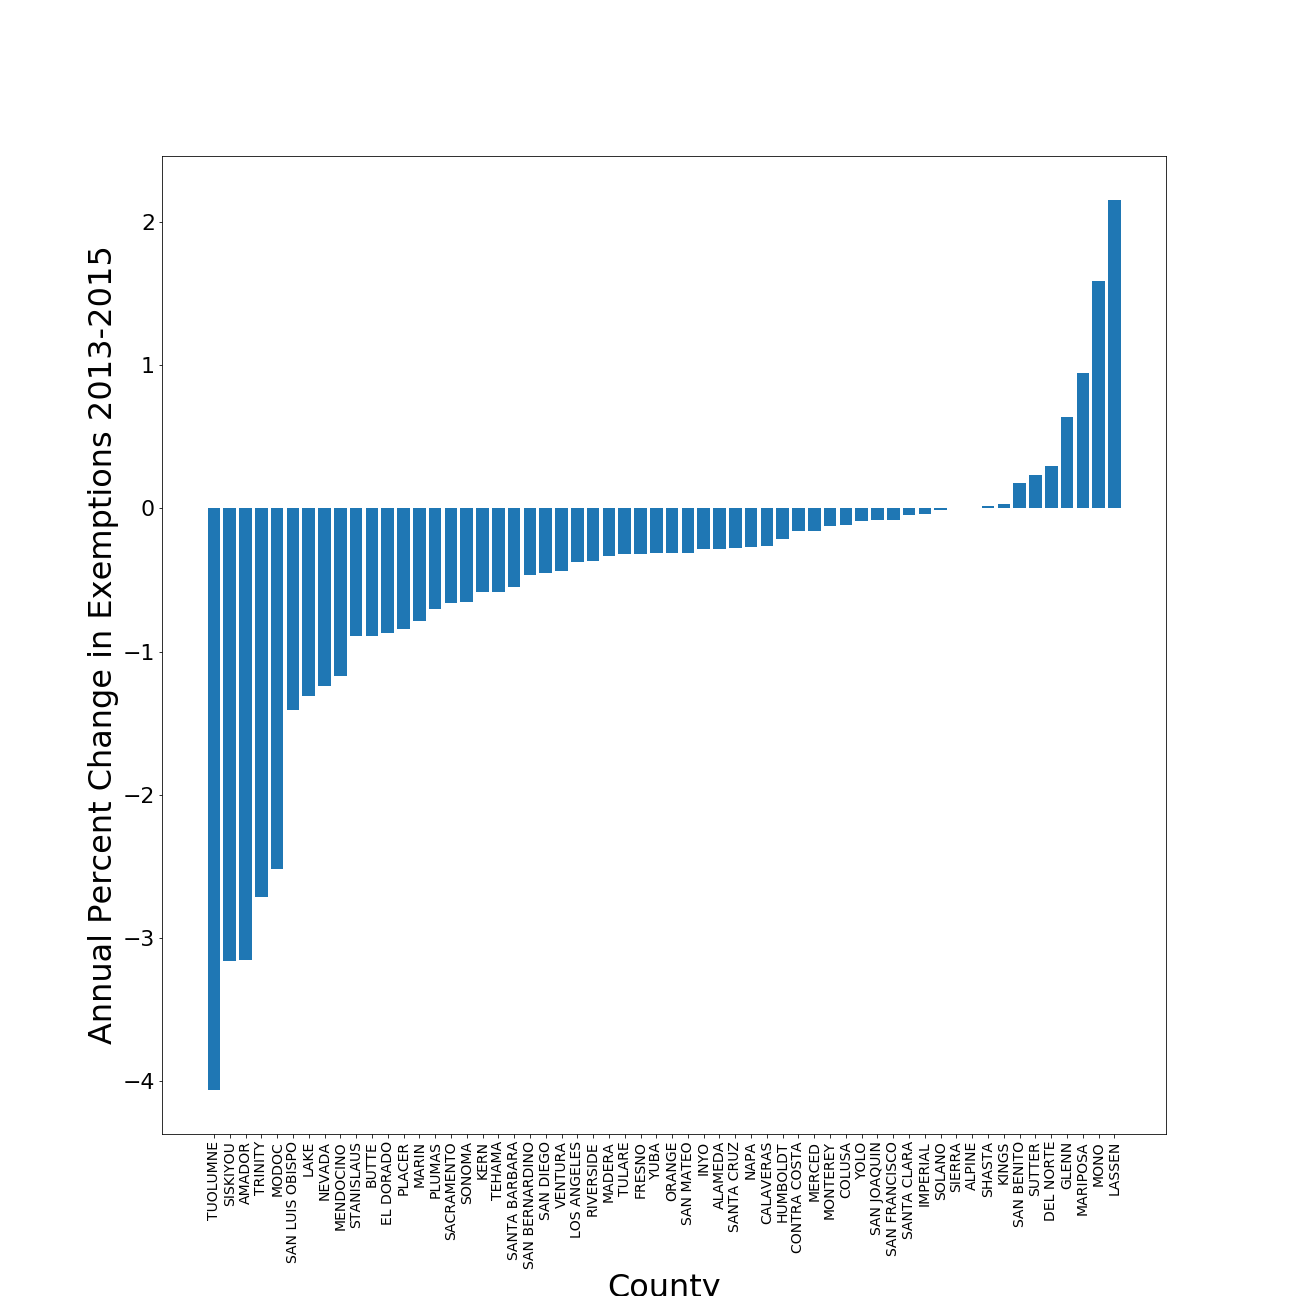 Annual Percent Change in Exemptions 2013-2015
2
1
0
−1
−2
−3
−4
TUOLUMNE
SISKIYOU
AMADOR
TRINITY
MODOC
SAN LUIS OBISPO
LAKE
NEVADA
MENDOCINO
STANISLAUS
BUTTE
EL DORADO
PLACER
MARIN
PLUMAS
SACRAMENTO
SONOMA
KERN
TEHAMA
SANTA BARBARA
SAN BERNARDINO
SAN DIEGO
VENTURA
LOS ANGELES
RIVERSIDE
MADERA
TULARE
FRESNO
YUBA
ORANGE
SAN MATEO
INYO
ALAMEDA
SANTA CRUZ
NAPA
CALAVERAS
HUMBOLDT
CONTRA COSTA
MERCED
MONTEREY
COLUSA
YOLO
SAN JOAQUIN
SAN FRANCISCO
SANTA CLARA
IMPERIAL
SOLANO
SIERRA
ALPINE
SHASTA
KINGS
SAN BENITO
SUTTER
DEL NORTE
GLENN
MARIPOSA
MONO
LASSEN
County